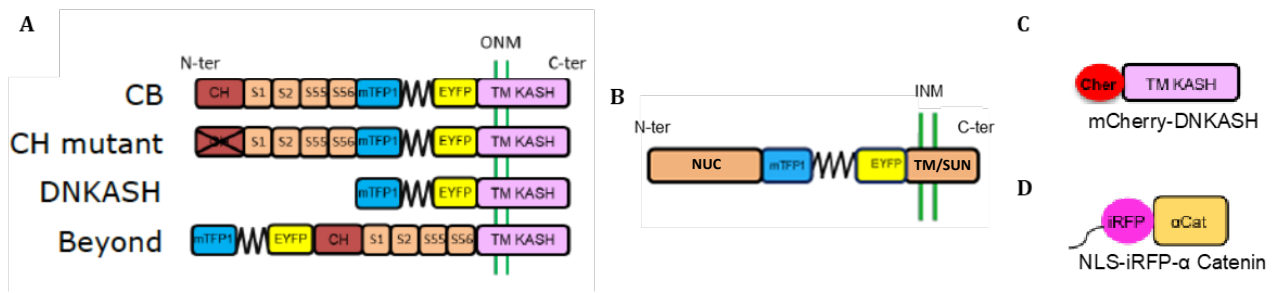 A
ONM
N-ter
C-ter
CB
CH S1 S2 S55 S56 mTFP1 EYFP TM KASH
CH mutant
S1 S2 S55 S56 mTFP1 EYFP TM KASH
DNKASH
mTFP1 EYFP TM KASH
Beyond
mTFP1 EYFP CH S1 S2 S55 S56 TM KASH
B
INM
N-ter
C-ter
NUC mTFP1 EYFP TM/SUN
C
Cher TM KASH
mCherry-DNKASH
D
iRFP αCat
NLS-iRFP-α Catenin